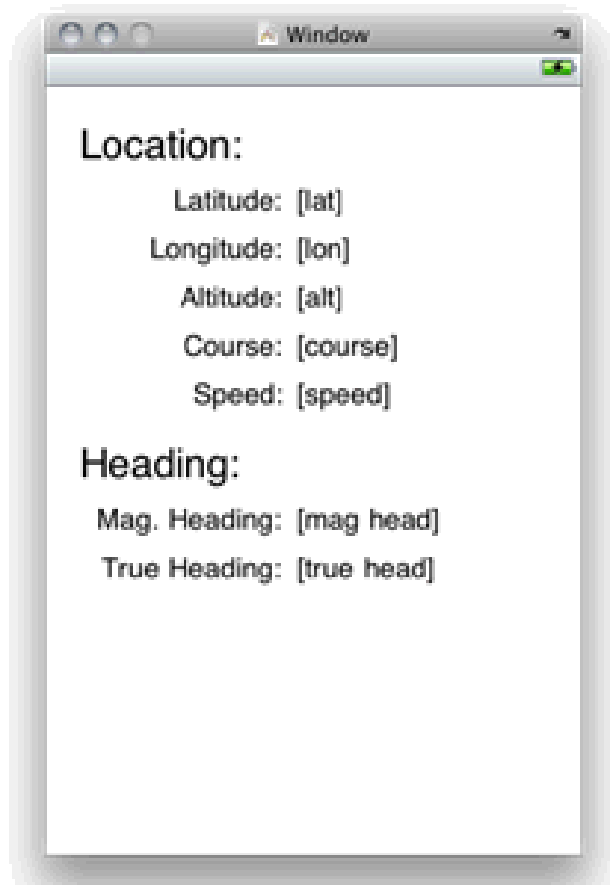 Window
Location:
Latitude: [lat]
Longitude: [lon]
Altitude: [alt]
Course: [course]
Speed: [speed]
Heading:
Mag. Heading: [mag head]
True Heading: [true head]